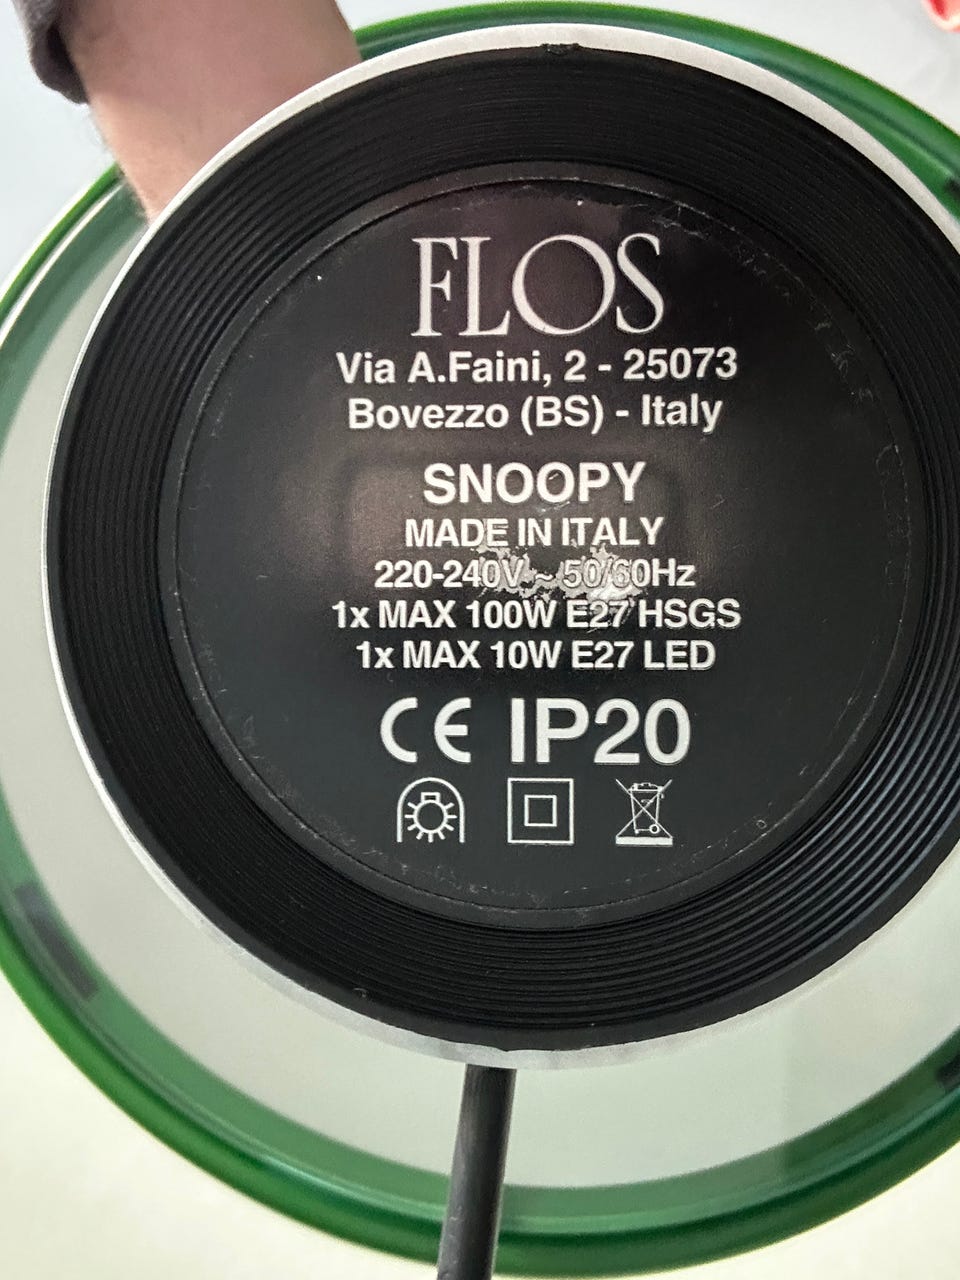 FLOS
Via A.Faini, 2 - 25073
Bovezzo (BS) - Italy
SNOOPY
MADE IN ITALY
220-240V ~ 50/60Hz
1x MAX 100W E27 HSGS
1x MAX 10W E27 LED
CE IP20